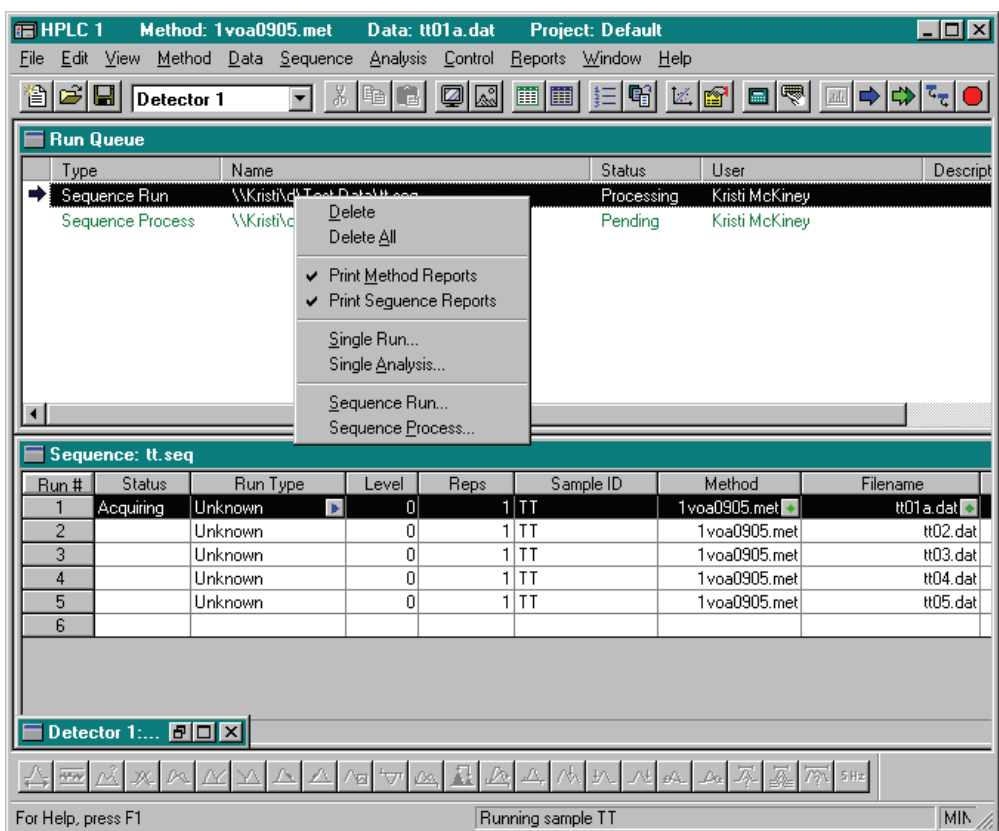 HPLC 1 Method: 1voa0905.met Data: tt01a.dat Project: Default
File Edit View Method Data Sequence Analysis Control Reports Window Help
Detector 1
Run Queue
Type Name Status User Descript
Sequence Run \\Kristi\d\Test Data\tt.seq Processing Kristi McKiney
Sequence Process \\Kristi\d Pending Kristi McKiney
Delete
Delete All
Print Method Reports
Print Sequence Reports
Single Run...
Single Analysis...
Sequence Run...
Sequence Process...
Sequence: tt.seq
Run # Status Run Type Level Reps Sample ID Method Filename
1 Acquiring Unknown 0 1 TT 1voa0905.met tt01a.dat
2 Unknown 0 1 TT 1voa0905.met tt02.dat
3 Unknown 0 1 TT 1voa0905.met tt03.dat
4 Unknown 0 1 TT 1voa0905.met tt04.dat
5 Unknown 0 1 TT 1voa0905.met tt05.dat
6
Detector 1:...
5 Hz
For Help, press F1 Running sample TT MIN